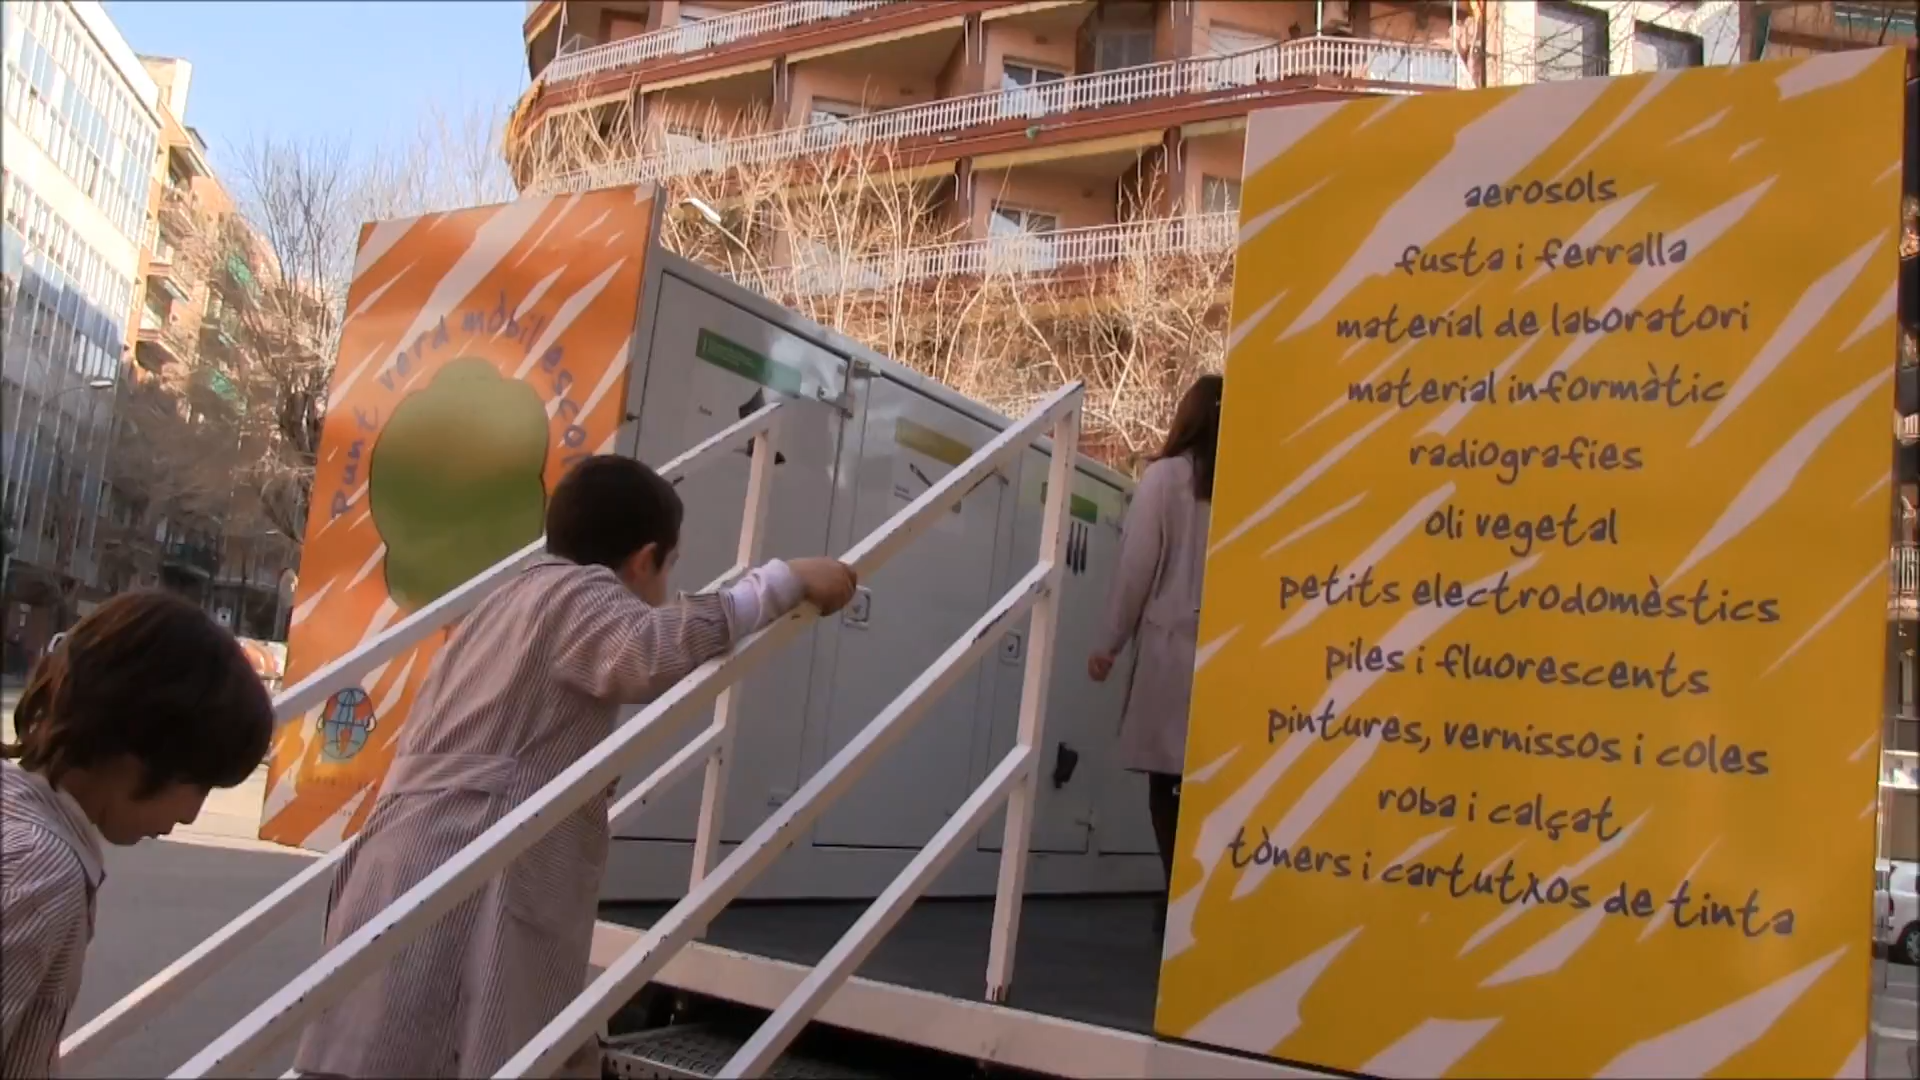 Punt verd mòbil escolar
aerosols
fusta i ferralla
material de laboratori
material informàtic
radiografies
oli vegetal
petits electrodomèstics
piles i fluorescents
pintures, vernissos i coles
roba i calçat
tòners i cartutxos de tinta